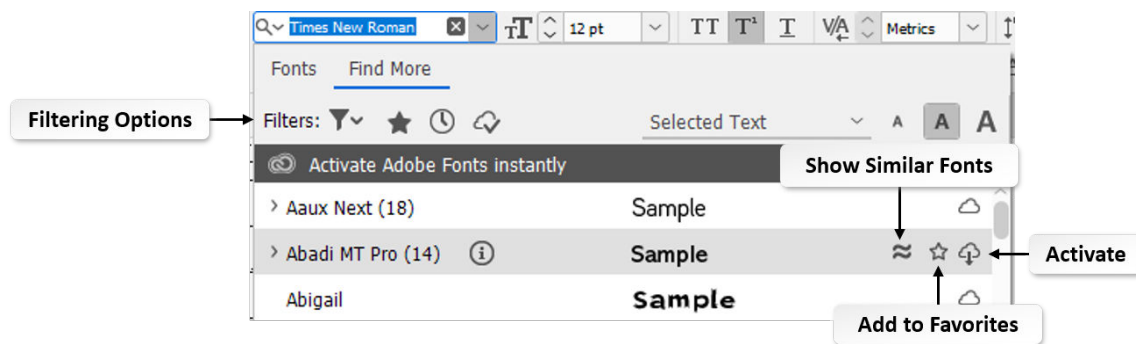 Times New Roman TT 12 pt TT T¹ T V/A Metrics
Fonts Find More
Filtering Options
Filters: Selected Text A A A
Activate Adobe Fonts instantly
Show Similar Fonts
Aaux Next (18) Sample
Abadi MT Pro (14) Sample
Activate
Abigail Sample
Add to Favorites